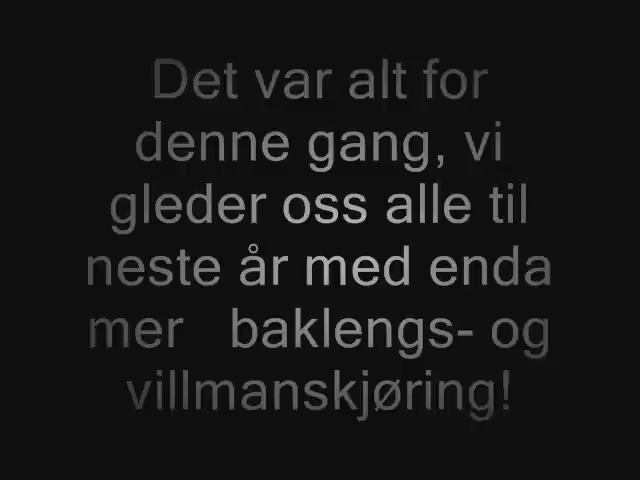 Det var alt for
denne gang, vi
gleder oss alle til
neste år med enda
mer   baklengs- og
villmanskjøring!